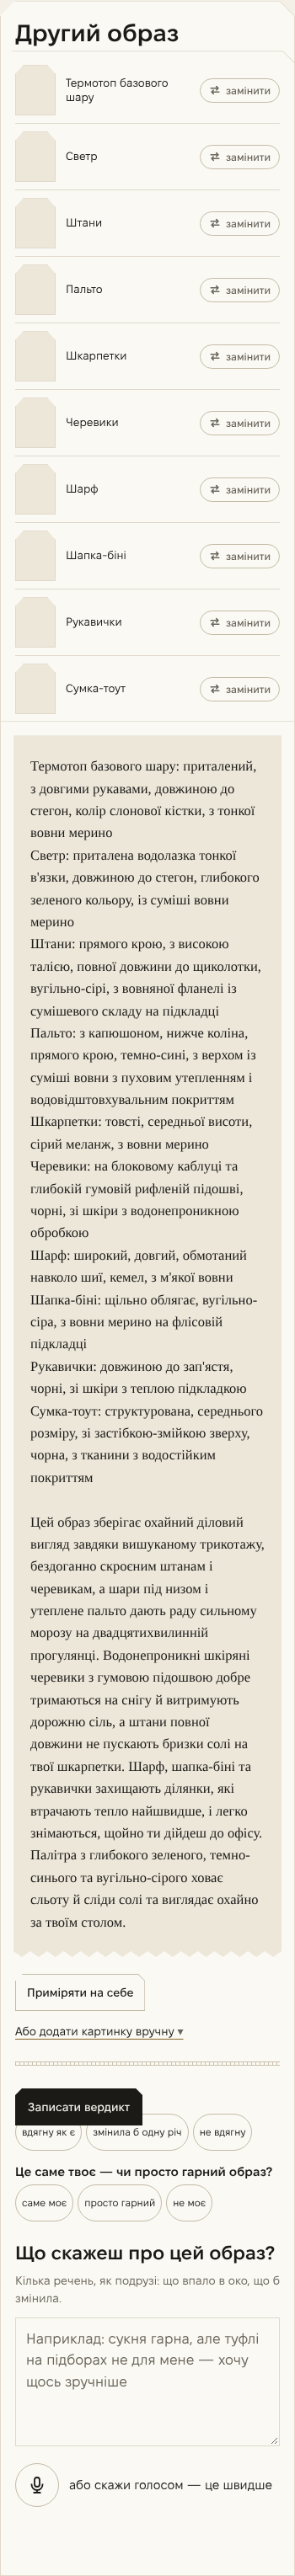 Другий образ
Термотоп базового
шару
замінити
Светр
замінити
Штани
замінити
Пальто
замінити
Шкарпетки
замінити
Черевики
замінити
Шарф
замінити
Шапка-біні
замінити
Рукавички
замінити
Сумка-тоут
замінити
Термотоп базового шару: приталений,
з довгими рукавами, довжиною до
стегон, колір слонової кістки, з тонкої
вовни мерино
Светр: приталена водолазка тонкої
в'язки, довжиною до стегон, глибокого
зеленого кольору, із суміші вовни
мерино
Штани: прямого крою, з високою
талією, повної довжини до щиколотки,
вугільно-сірі, з вовняної фланелі із
сумішевого складу на підкладці
Пальто: з капюшоном, нижче коліна,
прямого крою, темно-сині, з верхом із
суміші вовни з пуховим утепленням і
водовідштовхувальним покриттям
Шкарпетки: товсті, середньої висоти,
сірий меланж, з вовни мерино
Черевики: на блоковому каблуці та
глибокій гумовій рифленій підошві,
чорні, зі шкіри з водонепроникною
обробкою
Шарф: широкий, довгий, обмотаний
навколо шиї, кемел, з м'якої вовни
Шапка-біні: щільно облягає, вугільно-
сіра, з вовни мерино на флісовій
підкладці
Рукавички: довжиною до зап'ястя,
чорні, зі шкіри з теплою підкладкою
Сумка-тоут: структурована, середнього
розміру, зі застібкою-змійкою зверху,
чорна, з тканини з водостійким
покриттям
Цей образ зберігає охайний діловий
вигляд завдяки вишуканому трикотажу,
бездоганно скроєним штанам і
черевикам, а шари під низом і
утеплене пальто дають раду сильному
морозу на двадцятихвилинній
прогулянці. Водонепроникні шкіряні
черевики з гумовою підошвою добре
тримаються на снігу й витримують
дорожню сіль, а штани повної
довжини не пускають бризки солі на
твої шкарпетки. Шарф, шапка-біні та
рукавички захищають ділянки, які
втрачають тепло найшвидше, і легко
знімаються, щойно ти дійдеш до офісу.
Палітра з глибокого зеленого, темно-
синього та вугільно-сірого ховає
сльоту й сліди солі та виглядає охайно
за твоїм столом.
Приміряти на себе
Або додати картинку вручну ▾
Записати вердикт
вдягну як є
змінила б одну річ
не вдягну
Це саме твоє — чи просто гарний образ?
саме моє
просто гарний
не моє
Що скажеш про цей образ?
Кілька речень, як подрузі: що впало в око, що б
змінила.
Наприклад: сукня гарна, але туфлі
на підборах не для мене — хочу
щось зручніше
або скажи голосом — це швидше